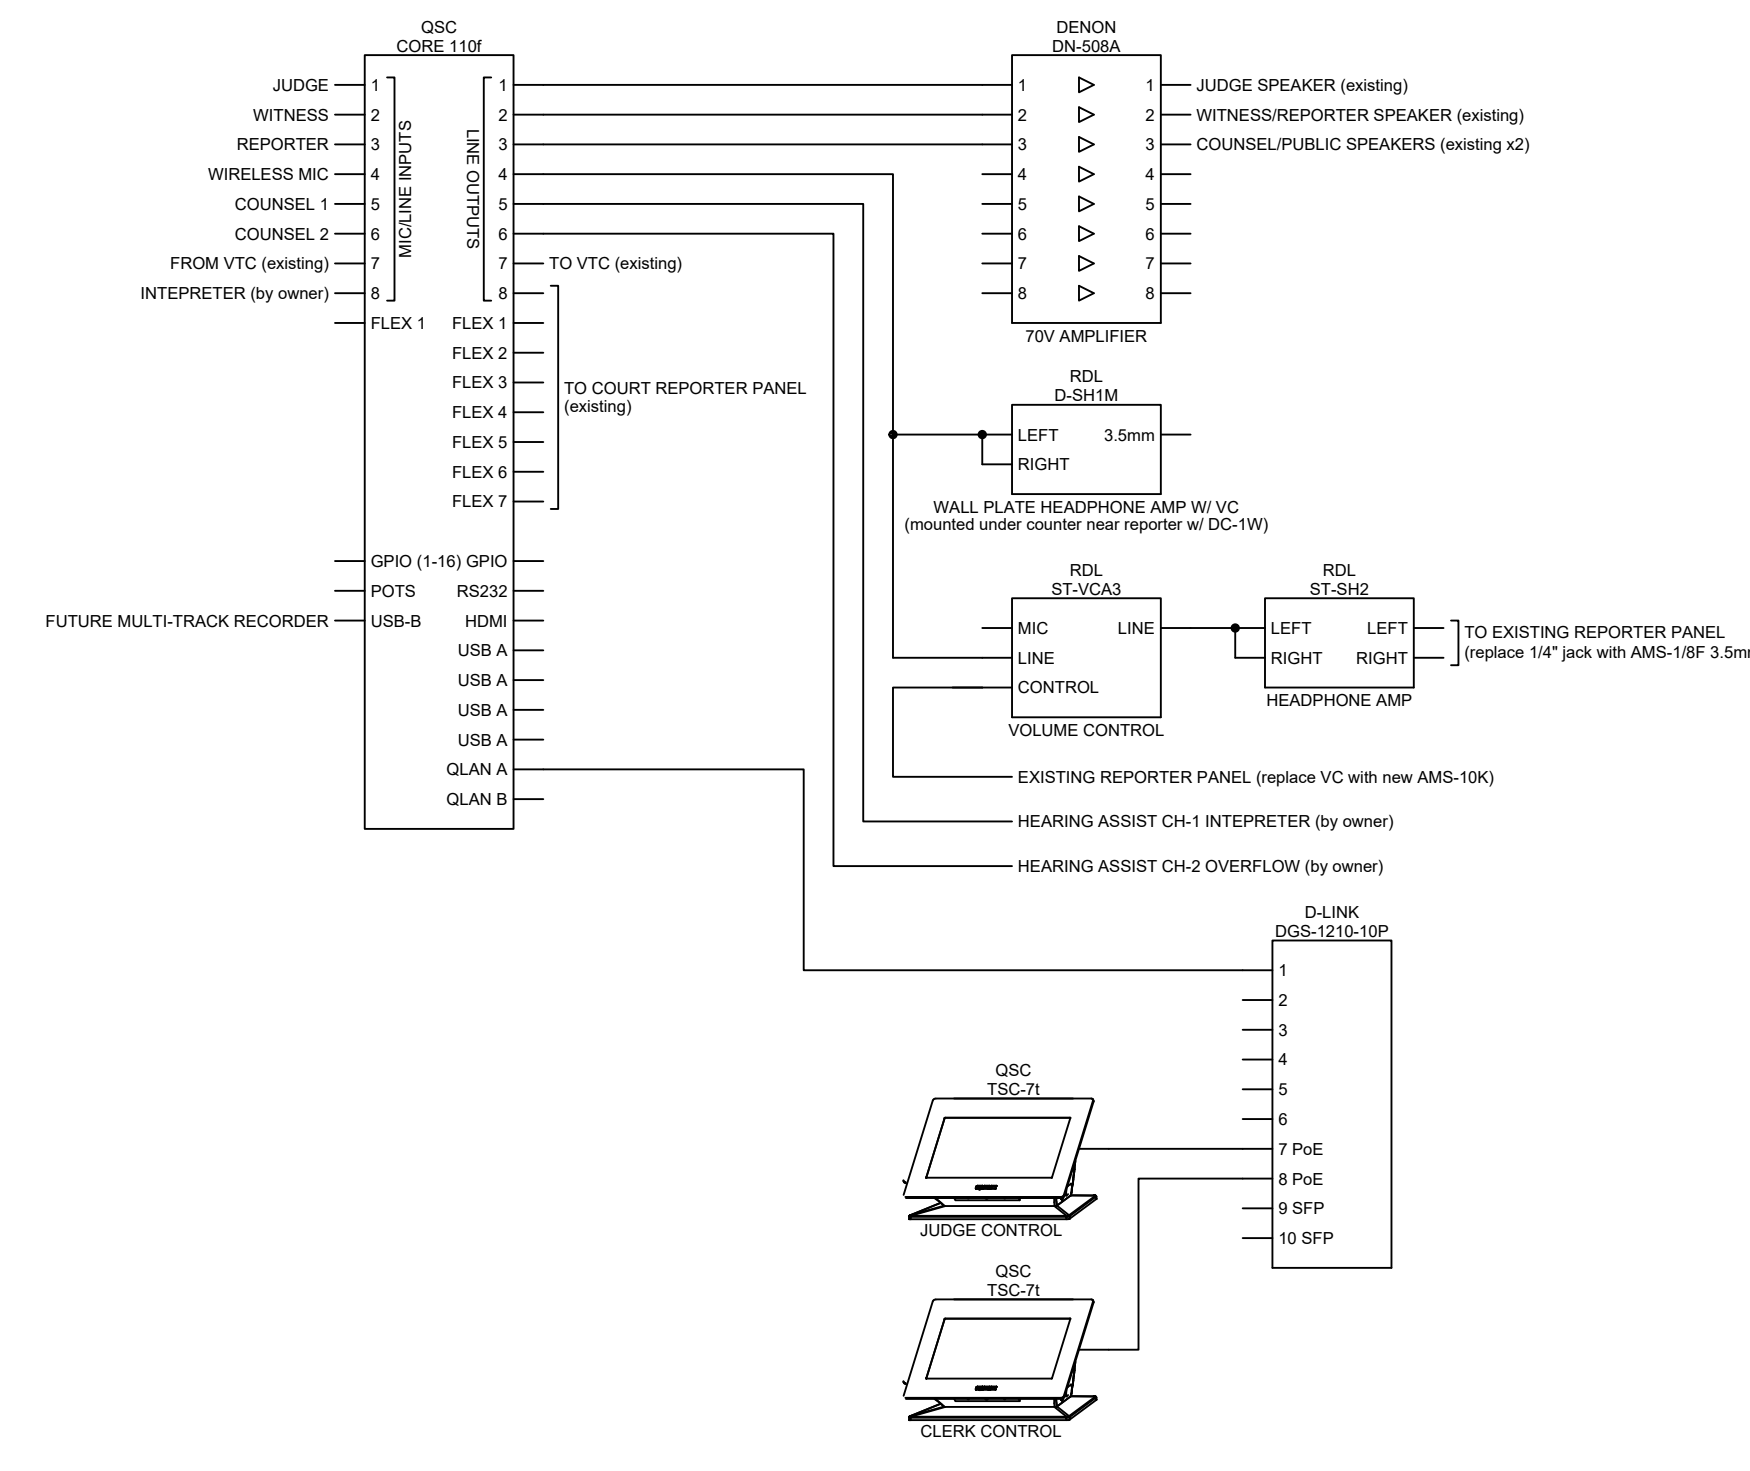 QSC
CORE 110f
JUDGE
WITNESS
REPORTER
WIRELESS MIC
COUNSEL 1
COUNSEL 2
FROM VTC (existing)
INTEPRETER (by owner)
1
2
3
4
5
6
7
8
MIC/LINE INPUTS
LINE OUTPUTS
1
2
3
4
5
6
7
8
TO VTC (existing)
FLEX 1
FLEX 1
FLEX 2
FLEX 3
FLEX 4
FLEX 5
FLEX 6
FLEX 7
TO COURT REPORTER PANEL
(existing)
GPIO (1-16)
GPIO
POTS
RS232
FUTURE MULTI-TRACK RECORDER
USB-B
HDMI
USB A
USB A
USB A
USB A
QLAN A
QLAN B
DENON
DN-508A
1
2
3
4
5
6
7
8
1
2
3
4
5
6
7
8
JUDGE SPEAKER (existing)
WITNESS/REPORTER SPEAKER (existing)
COUNSEL/PUBLIC SPEAKERS (existing x2)
70V AMPLIFIER
RDL
D-SH1M
LEFT
3.5mm
RIGHT
WALL PLATE HEADPHONE AMP W/ VC
(mounted under counter near reporter w/ DC-1W)
RDL
ST-VCA3
MIC
LINE
LINE
CONTROL
VOLUME CONTROL
RDL
ST-SH2
LEFT
LEFT
RIGHT
RIGHT
HEADPHONE AMP
TO EXISTING REPORTER PANEL
(replace 1/4" jack with AMS-1/8F
EXISTING REPORTER PANEL (replace VC with new AMS-10K)
HEARING ASSIST CH-1 INTEPRETER (by owner)
HEARING ASSIST CH-2 OVERFLOW (by owner)
D-LINK
DGS-1210-10P
1
2
3
4
5
6
7 PoE
8 PoE
9 SFP
10 SFP
QSC
TSC-7t
JUDGE CONTROL
QSC
TSC-7t
CLERK CONTROL